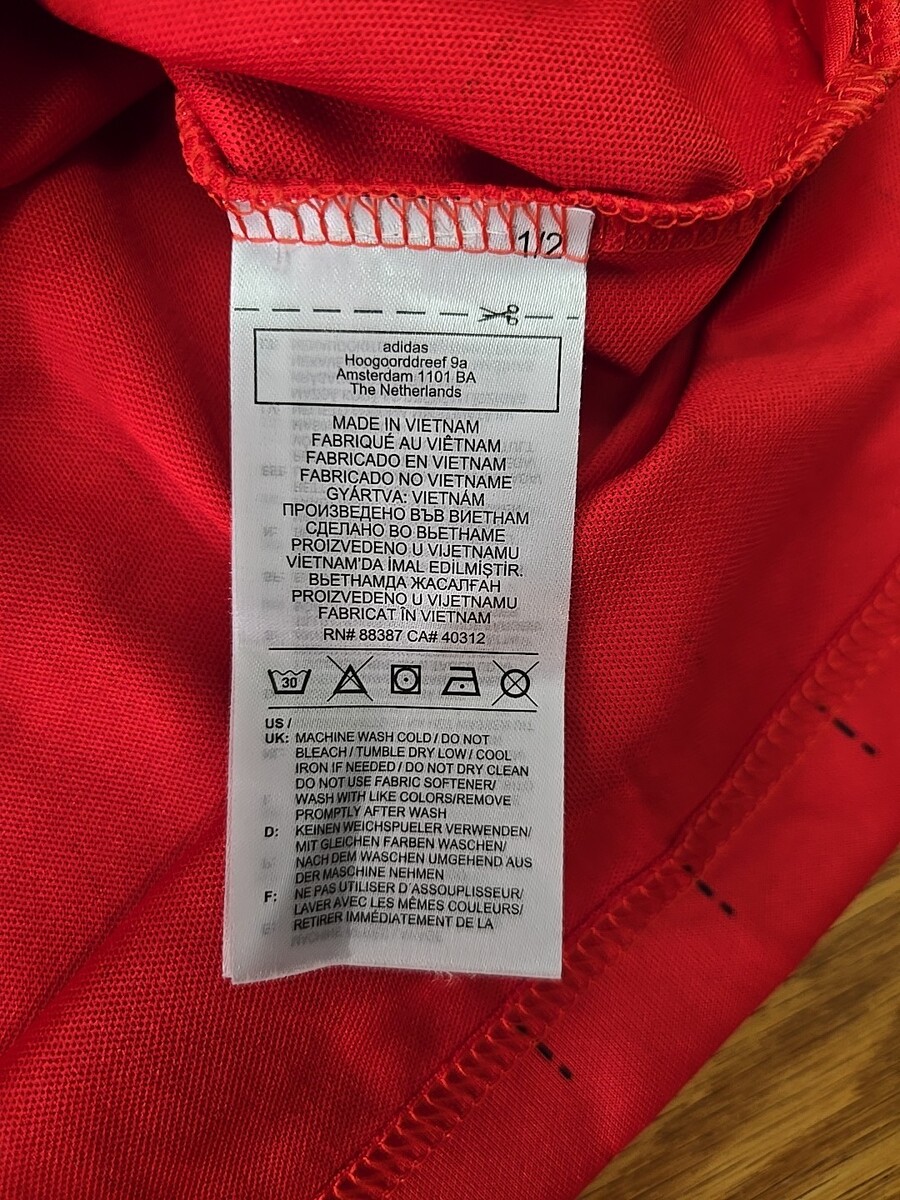 1/2
adidas
Hoogoorddreef 9a
Amsterdam 1101 BA
The Netherlands
MADE IN VIETNAM
FABRIQUÉ AU VIÊTNAM
FABRICADO EN VIETNAM
FABRICADO NO VIETNAME
GYÁRTVA: VIETNÁM
ПРОИЗВЕДЕНО ВЪВ ВИЕТНАМ
СДЕЛАНО ВО ВЬЕТНАМЕ
PROIZVEDENO U VIJETNAMU
VİETNAM'DA İMAL EDİLMİŞTİR.
ВЬЕТНАМДА ЖАСАЛҒАН
PROIZVEDENO U VIJETNAMU
FABRICAT ÎN VIETNAM
RN# 88387 CA# 40312
30
US /
UK: MACHINE WASH COLD / DO NOT
BLEACH / TUMBLE DRY LOW / COOL
IRON IF NEEDED / DO NOT DRY CLEAN
DO NOT USE FABRIC SOFTENER/
WASH WITH LIKE COLORS/REMOVE
PROMPTLY AFTER WASH
D: KEINEN WEICHSPUELER VERWENDEN/
MIT GLEICHEN FARBEN WASCHEN/
NACH DEM WASCHEN UMGEHEND AUS
DER MASCHINE NEHMEN
F: NE PAS UTILISER D´ASSOUPLISSEUR/
LAVER AVEC LES MÊMES COULEURS/
RETIRER IMMÉDIATEMENT DE LA